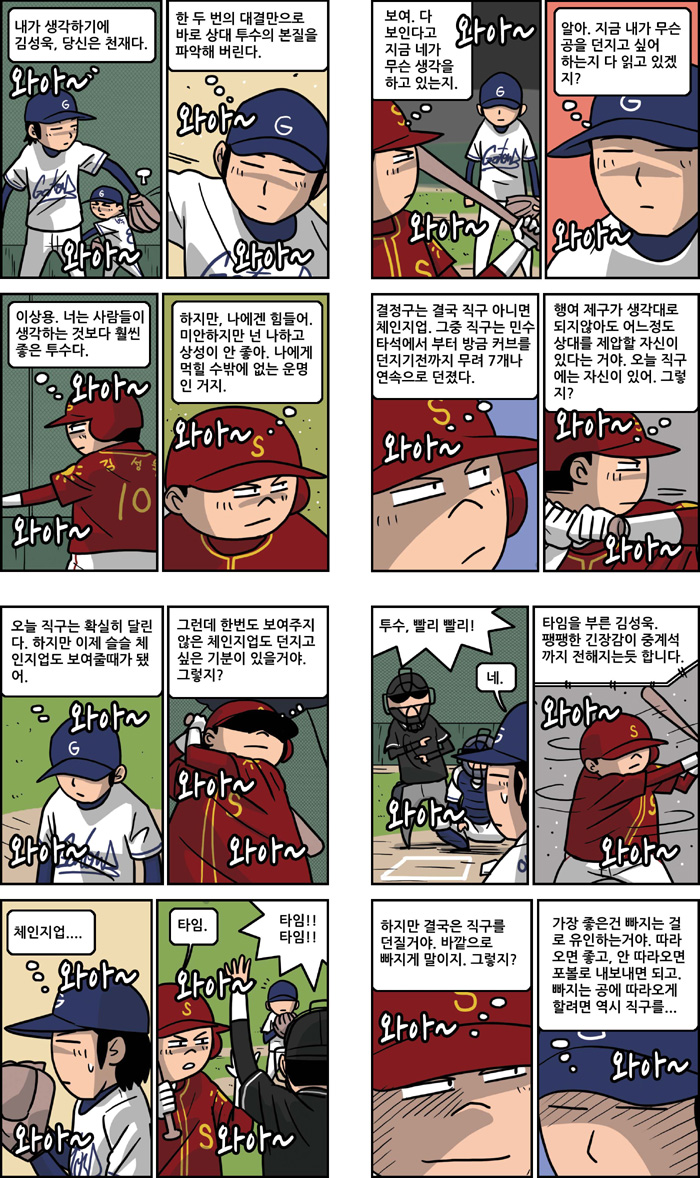 내가 생각하기에
김성욱, 당신은 천재다.
와아~
G
와아~
한 두 번의 대결만으로
바로 상대 투수의 본질을
파악해 버린다.
와아~
G
와아~
이상용. 너는 사람들이
생각하는 것보다 훨씬
좋은 투수다.
와아~
10
와아~
하지만, 나에겐 힘들어.
미안하지만 넌 나하고
상성이 안 좋아. 나에게
먹힐 수밖에 없는 운명
인 거지.
와아~
S
보여. 다
보인다고
지금 네가
무슨 생각을
하고 있는지.
와아~
와아~
알아. 지금 내가 무슨
공을 던지고 싶어
하는지 다 읽고 있겠
지?
G
와아~
결정구는 결국 직구 아니면
체인지업. 그중 직구는 민수
타석에서 부터 방금 커브를
던지기전까지 무려 7개나
연속으로 던졌다.
S
와아~
행여 제구가 생각대로
되지않아도 어느정도
상대를 제압할 자신이
있다는 거야. 오늘 직구
에는 자신이 있어. 그렇
지?
와아~
와아~
오늘 직구는 확실히 달린
다. 하지만 이제 슬슬 체
인지업도 보여줄때가 됐
어.
와아~
G
와아~
그런데 한번도 보여주지
않은 체인지업도 던지고
싶은 기분이 있을거야.
그렇지?
와아~
S
와아~
체인지업....
와아~
와아~
타임.
타임!!
타임!!
와아~
S
S
와아~
투수, 빨리 빨리!
네.
G
와아~
타임을 부른 김성욱.
팽팽한 긴장감이 중계석
까지 전해지는듯 합니다.
와아~
S
와아~
하지만 결국은 직구를
던질거야. 바깥으로
빠지게 말이지. 그렇지?
S
와아~
가장 좋은건 빠지는 걸
로 유인하는거야. 따라
오면 좋고, 안 따라오면
포볼로 내보내면 되고.
빠지는 공에 따라오게
할려면 역시 직구를...
와아~